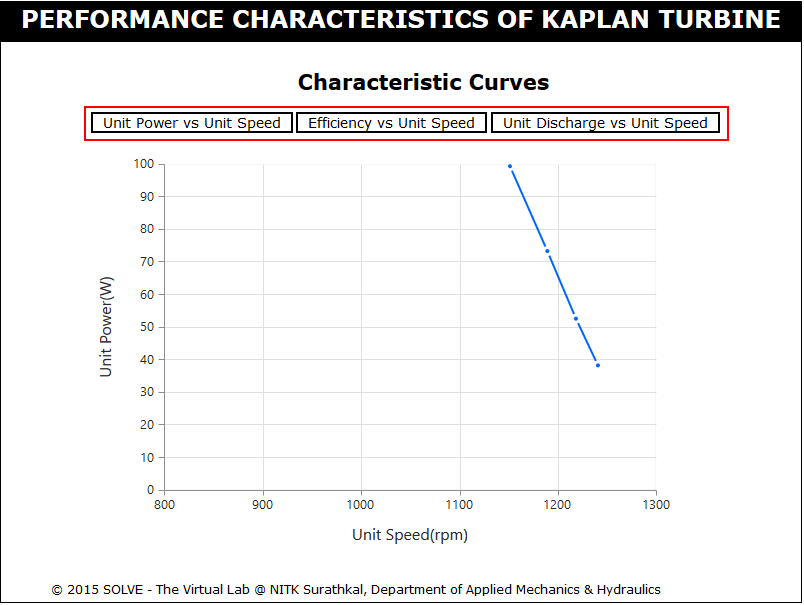 PERFORMANCE CHARACTERISTICS OF KAPLAN TURBINE
Characteristic Curves
Unit Power vs Unit Speed
Efficiency vs Unit Speed
Unit Discharge vs Unit Speed
Unit Power(W)
100
90
80
70
60
50
40
30
20
10
0
800 900 1000 1100 1200 1300
Unit Speed(rpm)
© 2015 SOLVE - The Virtual Lab @ NITK Surathkal, Department of Applied Mechanics & Hydraulics